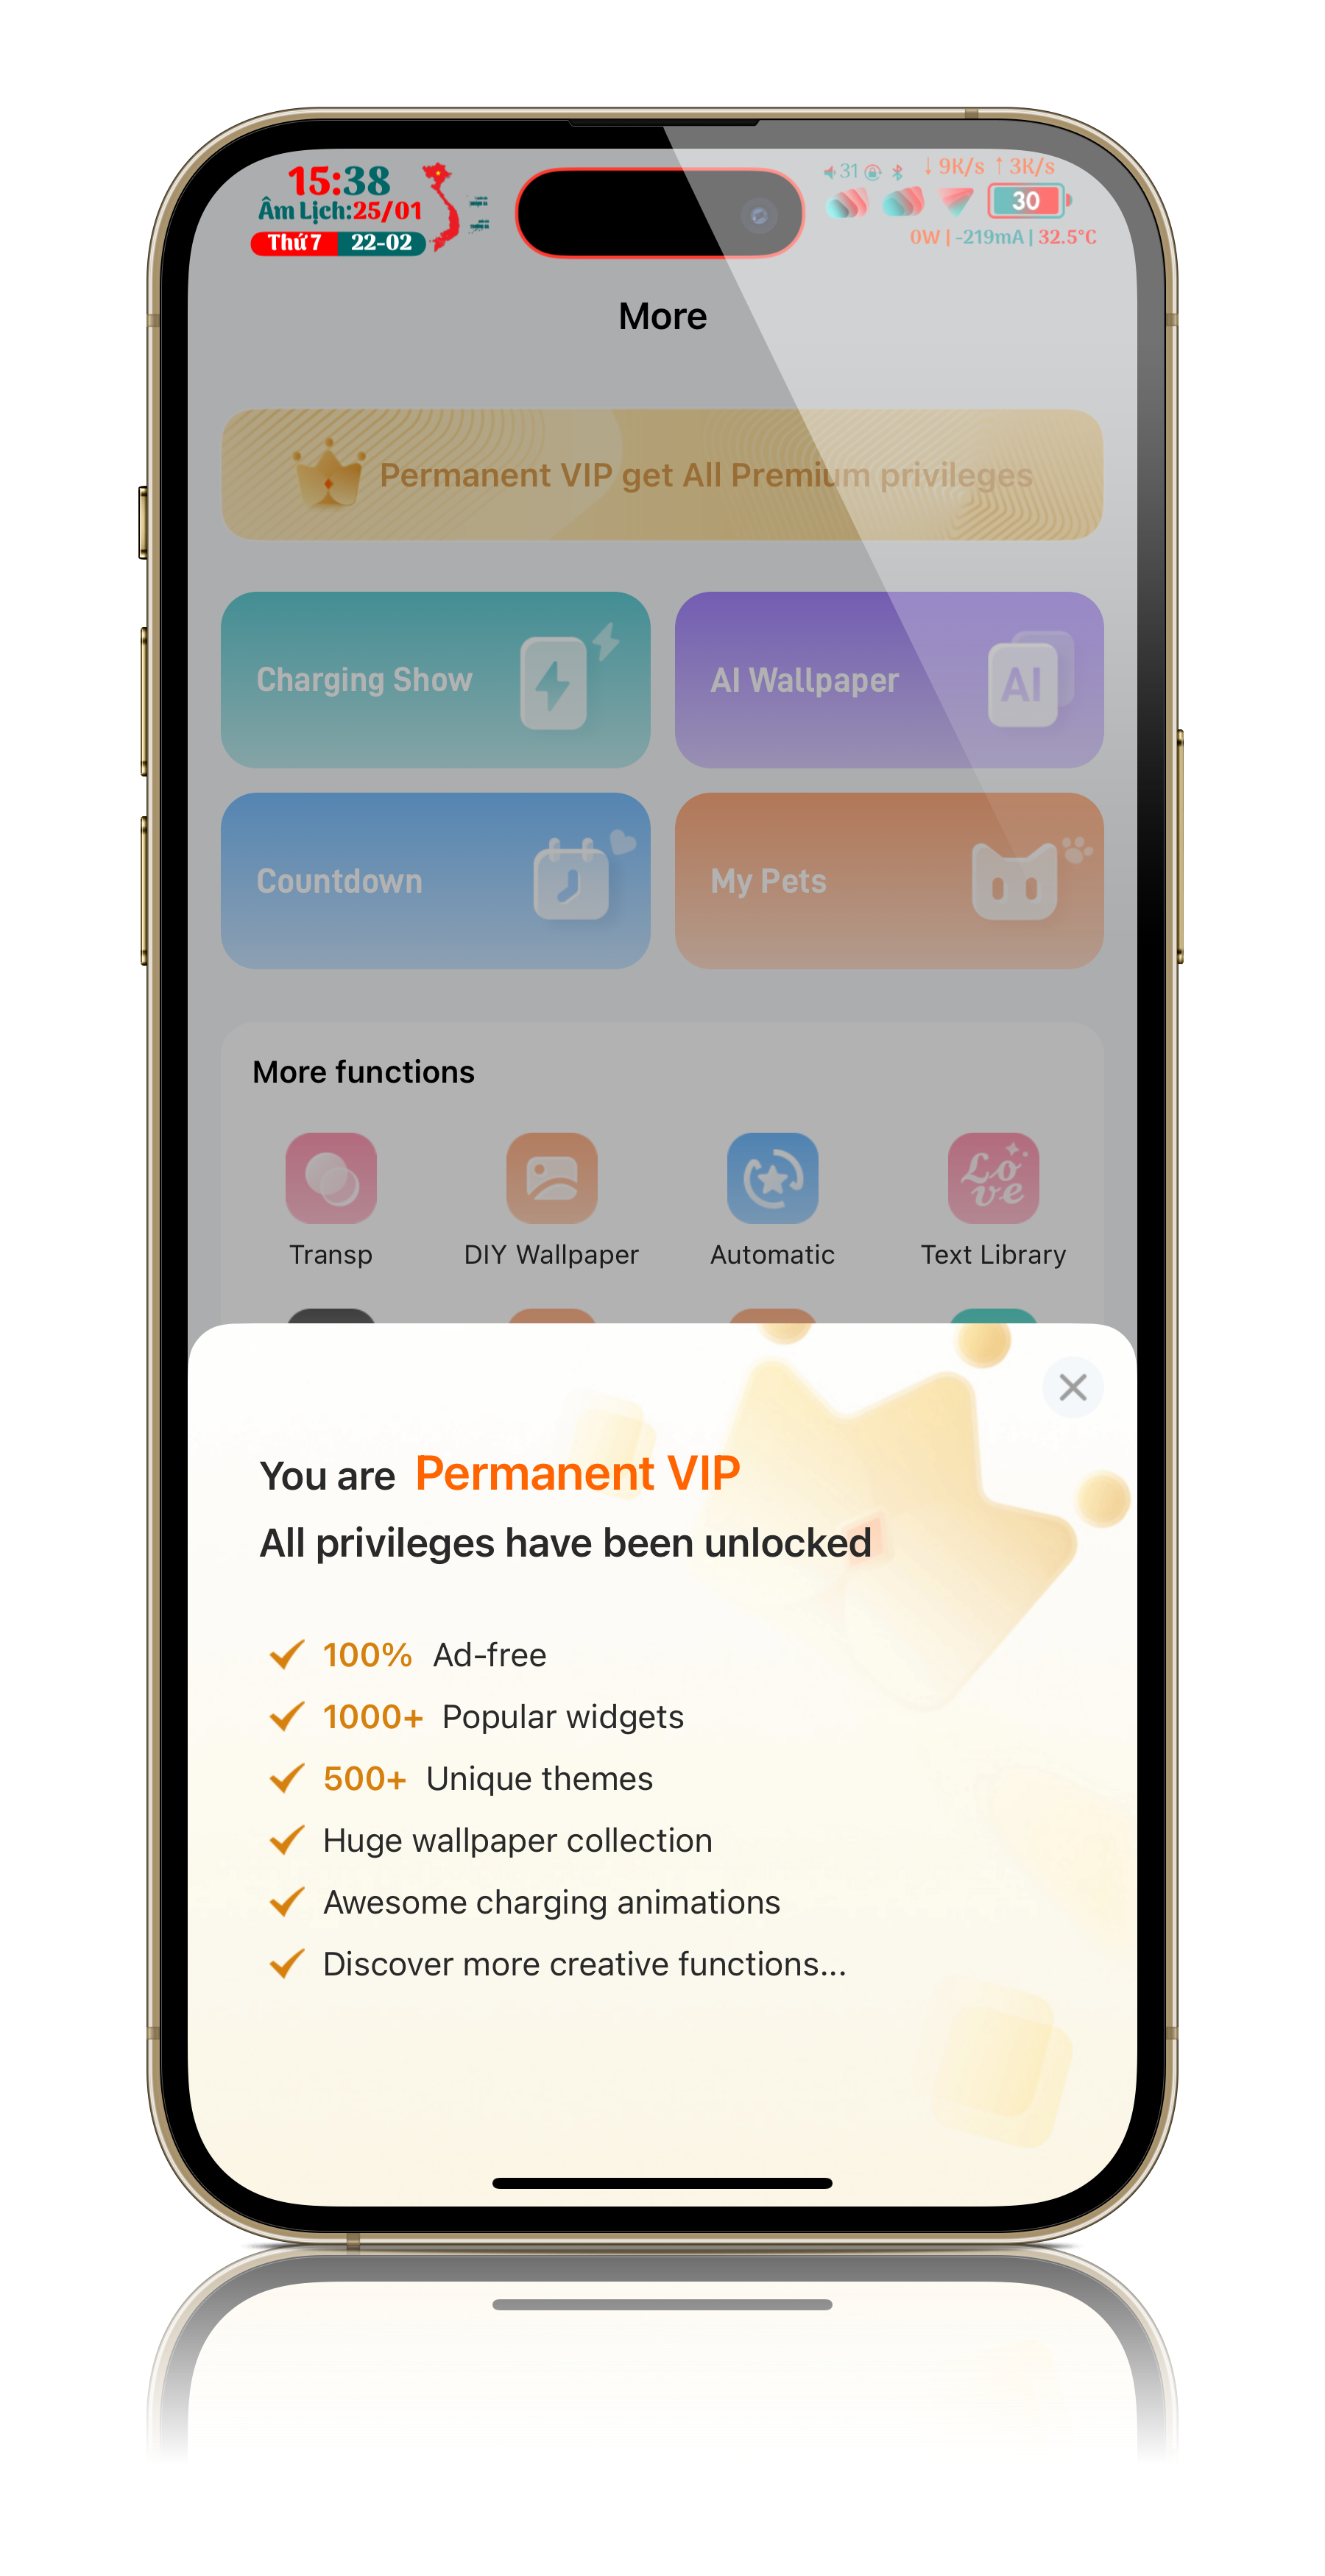 15:38
Âm Lịch:25/01
Thứ 7 22-02
31 ↓ 9K/s ↑ 3K/s
30
0W | -219mA | 32.5°C
More
Permanent VIP get All Premium privileges
Charging Show
AI Wallpaper
AI
Countdown
My Pets
More functions
Love
Transp
DIY Wallpaper
Automatic
Text Library
You are Permanent VIP
All privileges have been unlocked
100% Ad-free
1000+ Popular widgets
500+ Unique themes
Huge wallpaper collection
Awesome charging animations
Discover more creative functions...